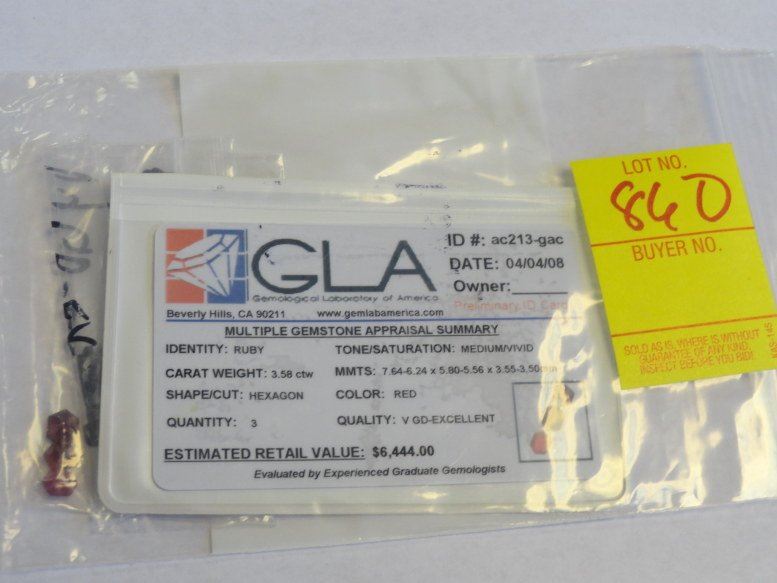 LOT NO.
860
BUYER NO.
SOLD AS IS, WHERE IS WITHOUT
GUARANTEE OF ANY KIND.
INSPECT BEFORE YOU BID!
MS-145
GLA
Gemological Laboratory of America
Beverly Hills, CA 90211 www.gemlabamerica.com
ID #: ac213-gac
DATE: 04/04/08
Owner:
Preliminary ID Card
MULTIPLE GEMSTONE APPRAISAL SUMMARY
IDENTITY: RUBY TONE/SATURATION: MEDIUM/VIVID
CARAT WEIGHT: 3.58 ctw MMTS: 7.64-6.24 x 5.80-5.56 x 3.55-3.50mm
SHAPE/CUT: HEXAGON COLOR: RED
QUANTITY: 3 QUALITY: V GD-EXCELLENT
ESTIMATED RETAIL VALUE: $6,444.00
Evaluated by Experienced Graduate Gemologists